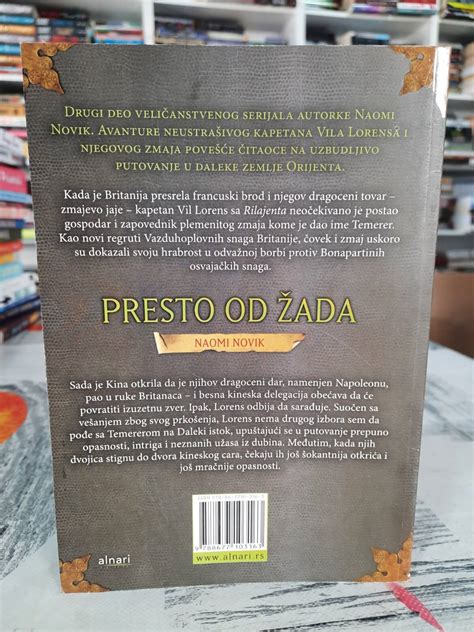 Drugi deo veličanstvenog serijala autorke Naomi
Novik. Avanture neustrašivog kapetana Vila Lorensa i
njegovog zmaja povešće čitaoce na uzbudljivo
putovanje u daleke zemlje Orijenta.
Kada je Britanija presrela francuski brod i njegov dragoceni tovar –
zmajevo jaje – kapetan Vil Lorens sa Rilajenta neočekivano je postao
gospodar i zapovednik plemenitog zmaja kome je dao ime Temerer.
Kao novi regruti Vazduhoplovnih snaga Britanije, čovek i zmaj uskoro
su dokazali svoju hrabrost u odvažnoj borbi protiv Bonapartinih
osvajačkih snaga.
PRESTO OD ŽADA
NAOMI NOVIK
Sada je Kina otkrila da je njihov dragoceni dar, namenjen Napoleonu,
pao u ruke Britanaca – i besna kineska delegacija obećava da će
povratiti izuzetnu zver. Ipak, Lorens odbija da sarađuje. Suočen sa
vešanjem zbog svog prkošenja, Lorens nema drugog izbora sem da
pođe sa Temererom na Daleki istok, upuštajući se u putovanje prepuno
opasnosti, intriga i neznanih užasa iz dubina. Međutim, kada njih
dvojica stignu do dvora kineskog cara, čekaju ih još šokantnija otkrića i
još mračnije opasnosti.
9788677103163
alnari
www.alnari.rs